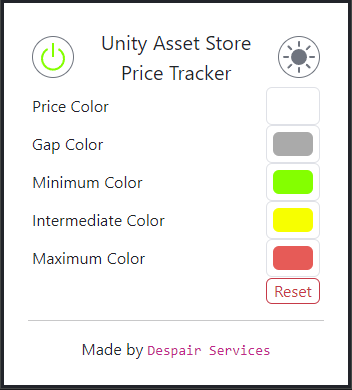 Unity Asset Store
Price Tracker
Price Color
Gap Color
Minimum Color
Intermediate Color
Maximum Color
Reset
Made by Despair Services